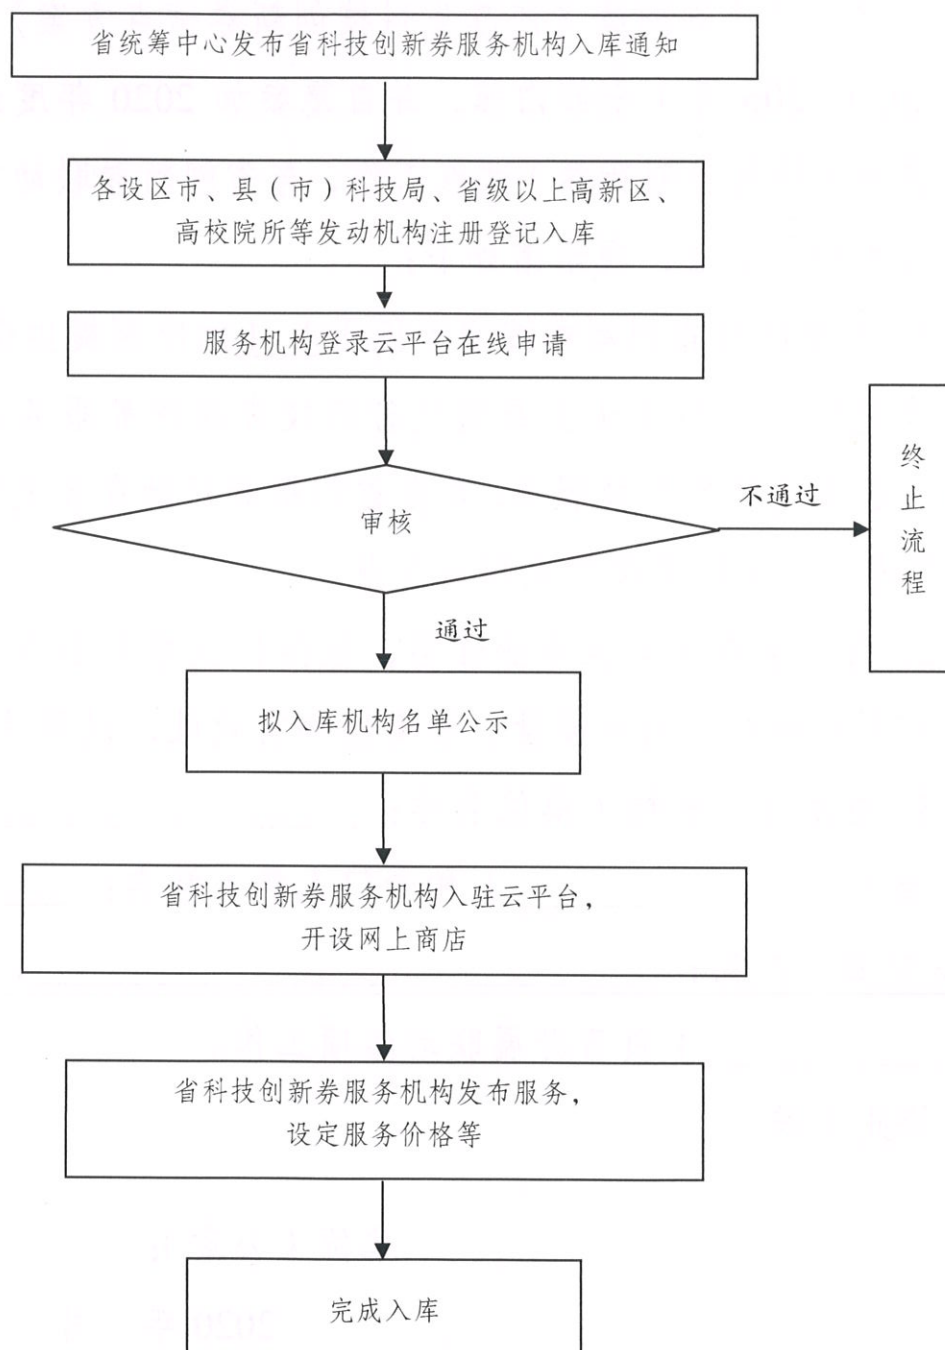 省统筹中心发布省科技创新券服务机构入库通知
各设区市、县（市）科技局、省级以上高新区、
高校院所等发动机构注册登记入库
服务机构登录云平台在线申请
审核
不通过
终
止
流
程
通过
拟入库机构名单公示
省科技创新券服务机构入驻云平台，
开设网上商店
省科技创新券服务机构发布服务，
设定服务价格等
完成入库